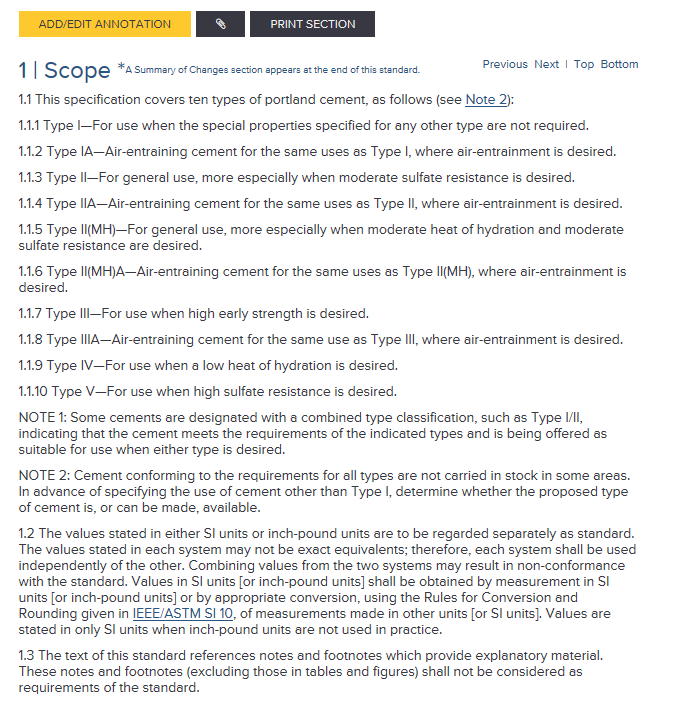 ADD/EDIT ANNOTATION
PRINT SECTION
1 | Scope *A Summary of Changes section appears at the end of this standard.
Previous Next | Top Bottom
1.1 This specification covers ten types of portland cement, as follows (see Note 2):
1.1.1 Type I—For use when the special properties specified for any other type are not required.
1.1.2 Type IA—Air-entraining cement for the same uses as Type I, where air-entrainment is desired.
1.1.3 Type II—For general use, more especially when moderate sulfate resistance is desired.
1.1.4 Type IIA—Air-entraining cement for the same uses as Type II, where air-entrainment is desired.
1.1.5 Type II(MH)—For general use, more especially when moderate heat of hydration and moderate
sulfate resistance are desired.
1.1.6 Type II(MH)A—Air-entraining cement for the same uses as Type II(MH), where air-entrainment is
desired.
1.1.7 Type III—For use when high early strength is desired.
1.1.8 Type IIIA—Air-entraining cement for the same use as Type III, where air-entrainment is desired.
1.1.9 Type IV—For use when a low heat of hydration is desired.
1.1.10 Type V—For use when high sulfate resistance is desired.
NOTE 1: Some cements are designated with a combined type classification, such as Type I/II,
indicating that the cement meets the requirements of the indicated types and is being offered as
suitable for use when either type is desired.
NOTE 2: Cement conforming to the requirements for all types are not carried in stock in some areas.
In advance of specifying the use of cement other than Type I, determine whether the proposed type
of cement is, or can be made, available.
1.2 The values stated in either SI units or inch-pound units are to be regarded separately as standard.
The values stated in each system may not be exact equivalents; therefore, each system shall be used
independently of the other. Combining values from the two systems may result in non-conformance
with the standard. Values in SI units [or inch-pound units] shall be obtained by measurement in SI
units [or inch-pound units] or by appropriate conversion, using the Rules for Conversion and
Rounding given in IEEE/ASTM SI 10, of measurements made in other units [or SI units]. Values are
stated in only SI units when inch-pound units are not used in practice.
1.3 The text of this standard references notes and footnotes which provide explanatory material.
These notes and footnotes (excluding those in tables and figures) shall not be considered as
requirements of the standard.